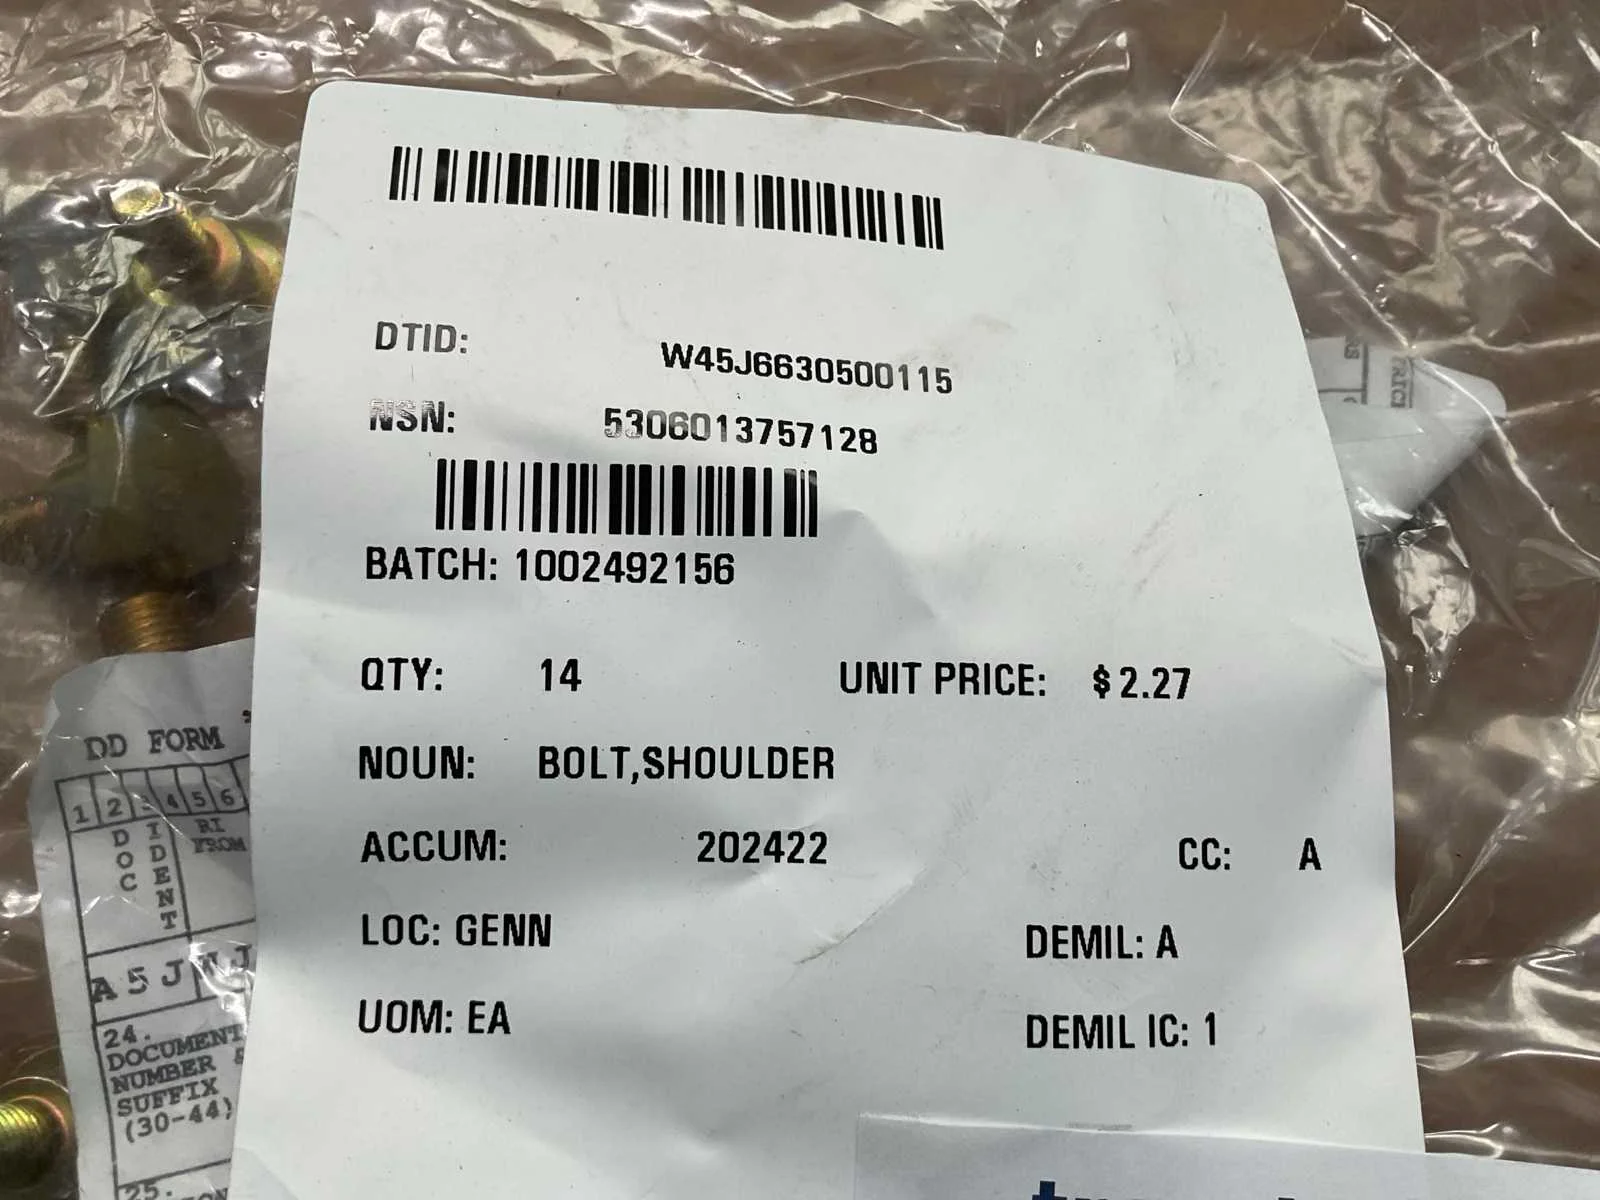 DTID: W45J6630500115
NSN: 5306013757128
BATCH: 1002492156
QTY: 14 UNIT PRICE: $ 2.27
NOUN: BOLT,SHOULDER
ACCUM: 202422 CC: A
LOC: GENN DEMIL: A
UOM: EA DEMIL IC: 1
DD FORM
1 2 3 4 5 6
DOC IDENT RI FROM
A 5 J
24.
DOCUMENT
NUMBER &
SUFFIX
(30-44)
25.